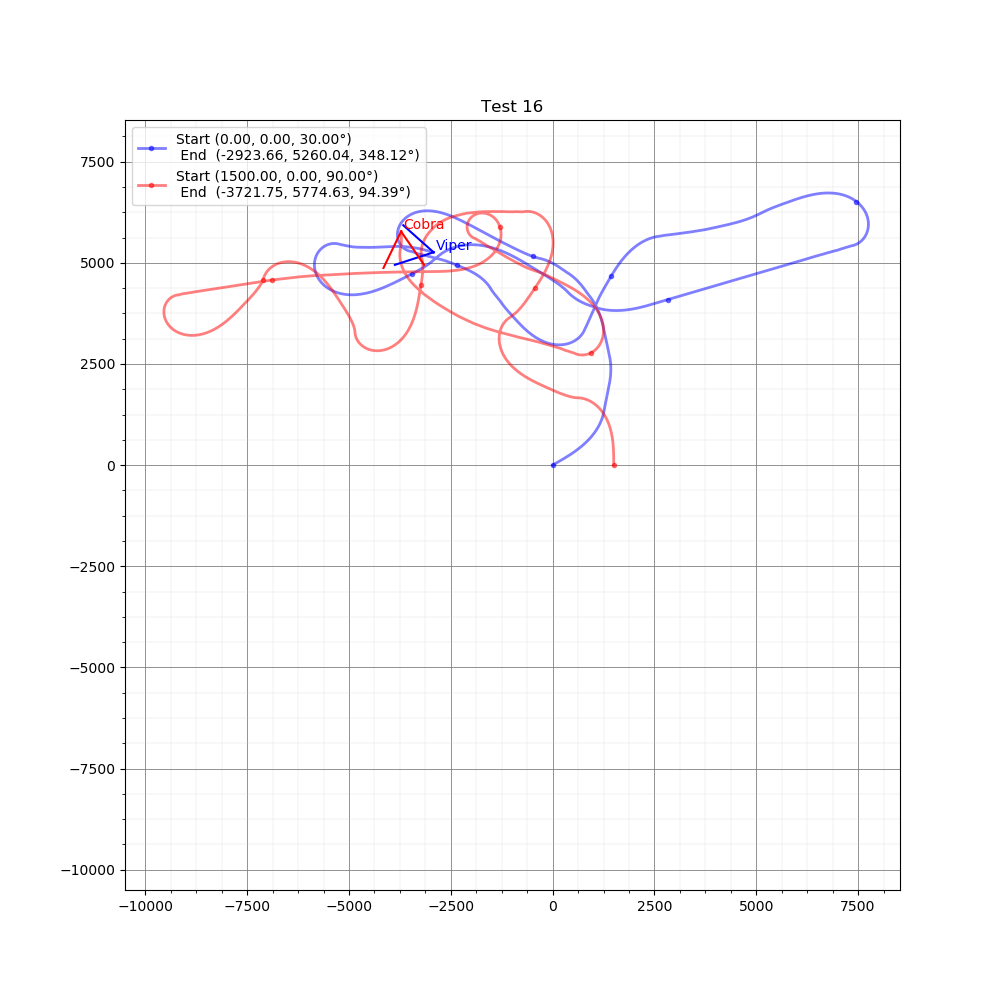 Test 16
Start (0.00, 0.00, 30.00°)
End (-2923.66, 5260.04, 348.12°)
Start (1500.00, 0.00, 90.00°)
End (-3721.75, 5774.63, 94.39°)
Cobra
Viper
7500
5000
2500
0
−2500
−5000
−7500
−10000
−10000 −7500 −5000 −2500 0 2500 5000 7500